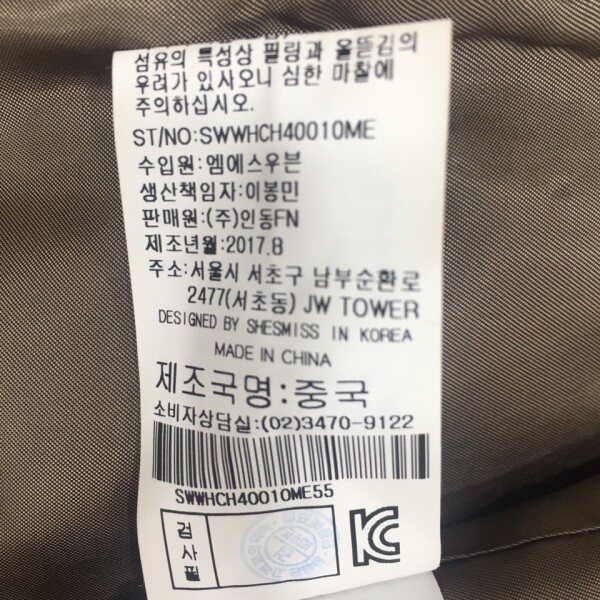 섬유의 특성상 필링과 올뜯김의
우려가 있사오니 심한 마찰에
주의하십시오.
ST/NO:SWWHCH40010ME
수입원:엠에스우븐
생산책임자:이봉민
판매원:(주)인동FN
제조년월:2017.8
주소:서울시 서초구 남부순환로
2477(서초동) JW TOWER
DESIGNED BY SHESMISS IN KOREA
MADE IN CHINA
제조국명:중국
소비자상담실:(02)3470-9122
SWWHCH40010ME55
검사필